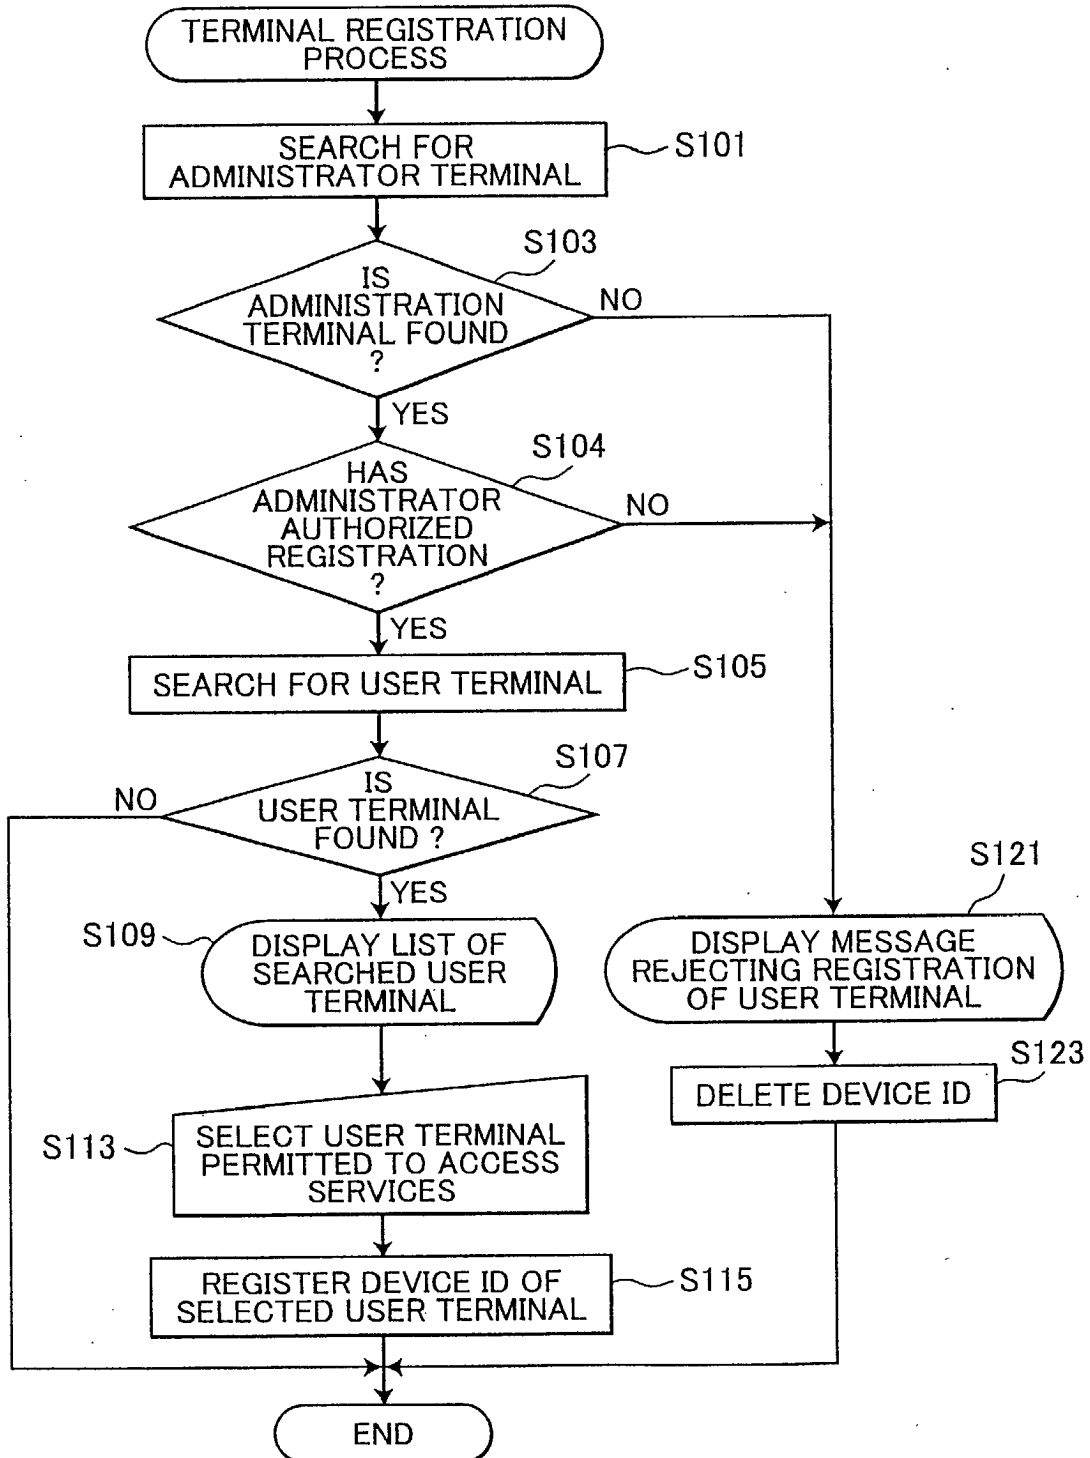 TERMINAL REGISTRATION
PROCESS
SEARCH FOR
ADMINISTRATOR TERMINAL
S101
S103
IS
ADMINISTRATION
TERMINAL FOUND
?
NO
YES
S104
HAS
ADMINISTRATOR
AUTHORIZED
REGISTRATION
?
NO
YES
SEARCH FOR USER TERMINAL
S105
S107
IS
USER TERMINAL
FOUND ?
NO
YES
S109
DISPLAY LIST OF
SEARCHED USER
TERMINAL
S121
DISPLAY MESSAGE
REJECTING REGISTRATION
OF USER TERMINAL
S123
DELETE DEVICE ID
S113
SELECT USER TERMINAL
PERMITTED TO ACCESS
SERVICES
REGISTER DEVICE ID OF
SELECTED USER TERMINAL
S115
END